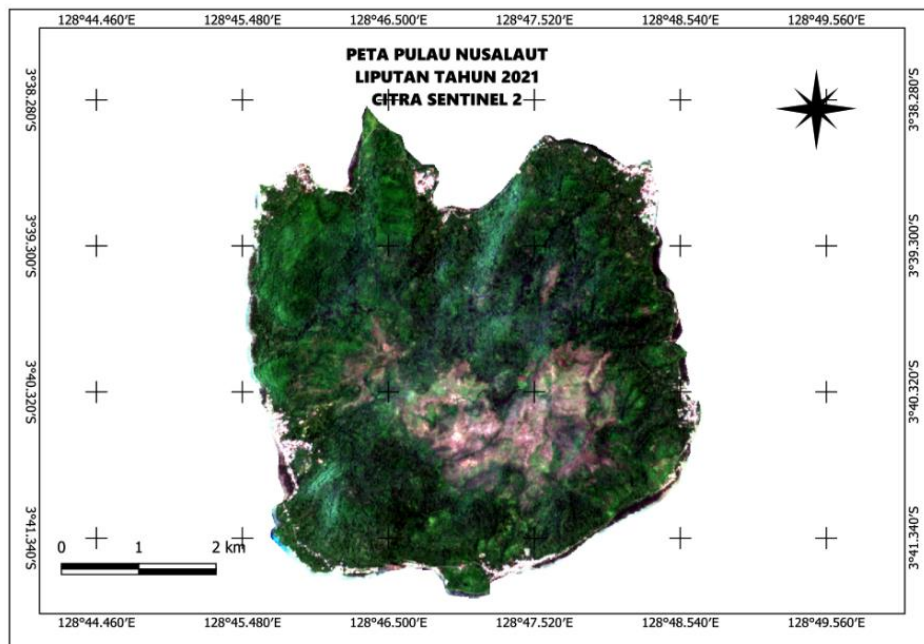 128°44.460'E 128°45.480'E 128°46.500'E 128°47.520'E 128°48.540'E 128°49.560'E
PETA PULAU NUSALAUT
LIPUTAN TAHUN 2021
CITRA SENTINEL 2
3°38.280'S 3°38.280'S
3°39.300'S 3°39.300'S
3°40.320'S 3°40.320'S
3°41.340'S 3°41.340'S
0 1 2 km
128°44.460'E 128°45.480'E 128°46.500'E 128°47.520'E 128°48.540'E 128°49.560'E